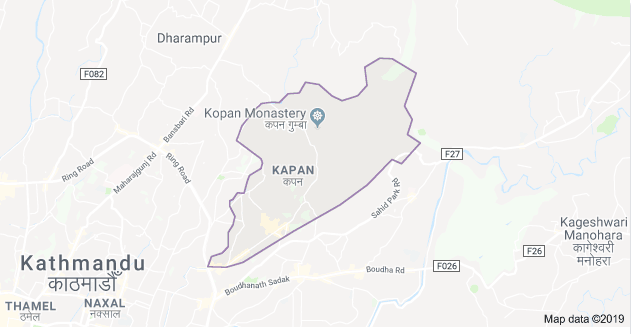 Dharampur
F082
Kopan Monastery
कपन गुम्बा
Bansbari Rd
Maharajgunj Rd
Ring Road
Ring Road
KAPAN
कपन
F27
Sahid Park Rd
Kageshwari
Manohara
कागेश्वरी
मनोहरा
F26
Kathmandu
काठमाडौं
F026
Boudha Rd
Boudhanath Sadak
THAMEL
ठमेल
NAXAL
नक्साल
Map data ©2019